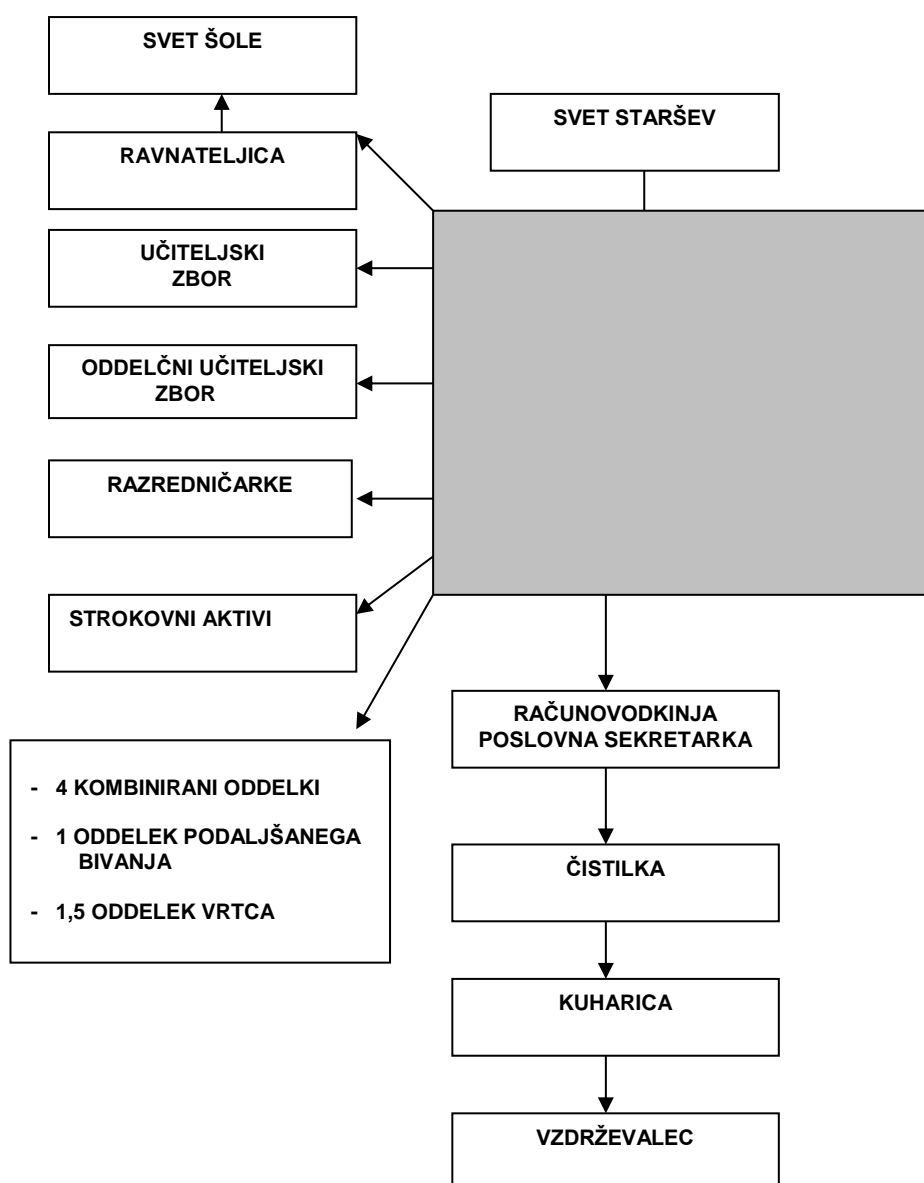 SVET ŠOLE
SVET STARŠEV
RAVNATELJICA
UČITELJSKI
ZBOR
ODDELČNI UČITELJSKI
ZBOR
RAZREDNIČARKE
STROKOVNI AKTIVI
- 4 KOMBINIRANI ODDELKI
- 1 ODDELEK PODALJŠANEGA
BIVANJA
- 1,5 ODDELEK VRTCA
RAČUNOVODKINJA
POSLOVNA SEKRETARKA
ČISTILKA
KUHARICA
VZDRŽEVALEC